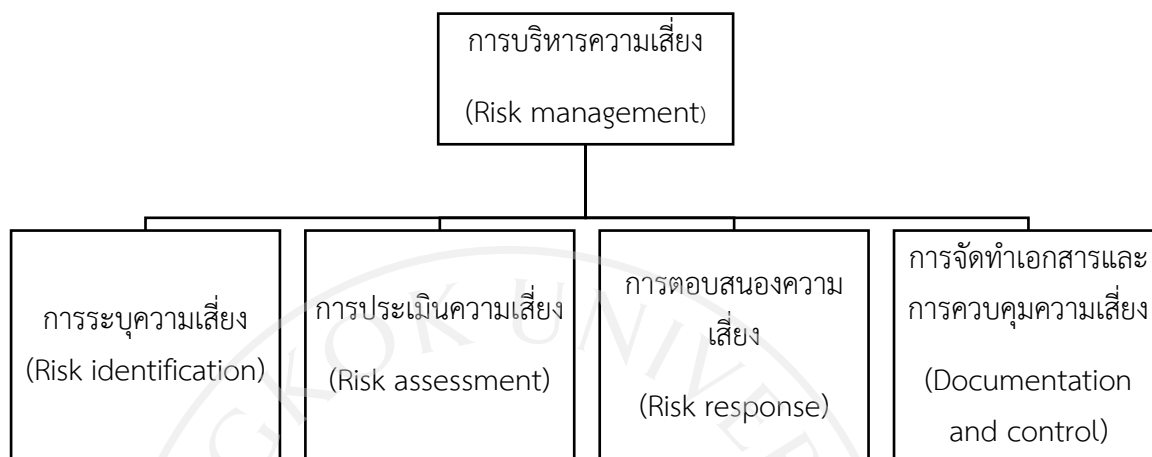 การบริหารความเสี่ยง
(Risk management)
การระบุความเสี่ยง
(Risk identification)
การประเมินความเสี่ยง
(Risk assessment)
การตอบสนองความ
เสี่ยง
(Risk response)
การจัดทำเอกสารและ
การควบคุมความเสี่ยง
(Documentation
and control)
GKOK UNIVER